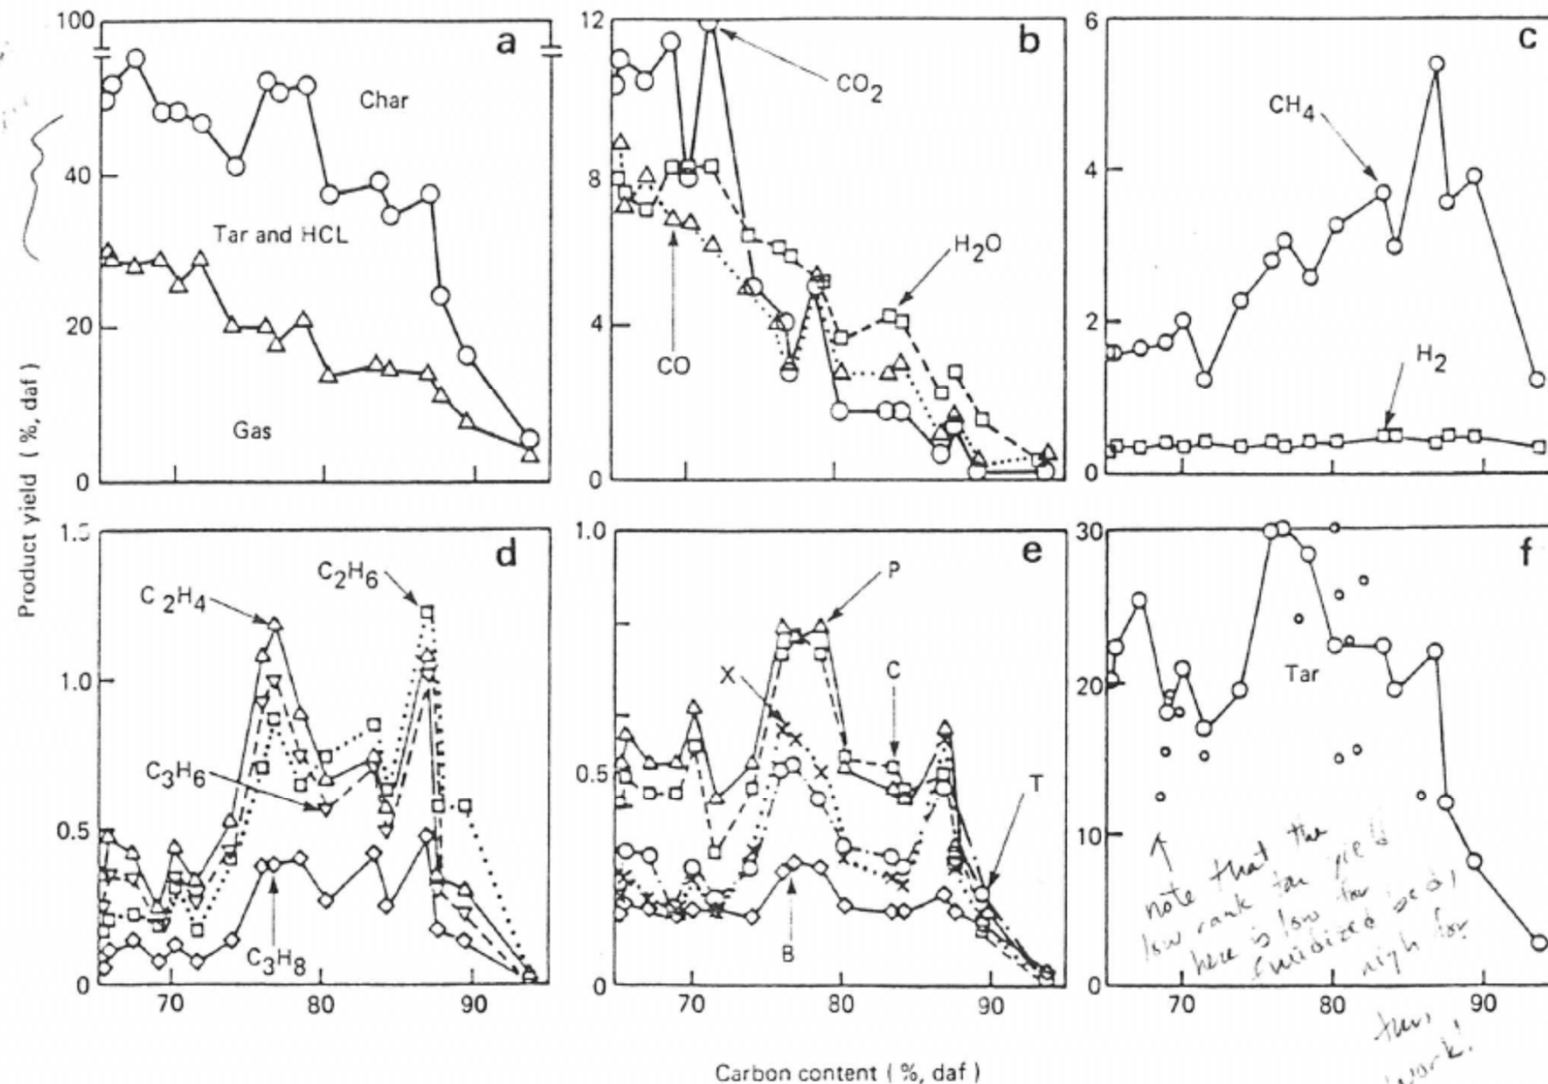 Product yield ( %, daf )
100
40
20
0
a
Char
Tar and HCL
Gas
12
8
4
0
b
CO2
H2O
CO
6
4
2
0
c
CH4
H2
1.5
1.0
0.5
0
70
80
90
d
C2H6
C2H4
C3H6
C3H8
1.0
0.5
0
70
80
90
e
P
X
C
T
B
30
20
10
0
70
80
90
f
Tar
note that the
low rank tar yield
here is low for
fluidized bed,
high for
work!
Carbon content ( %, daf )